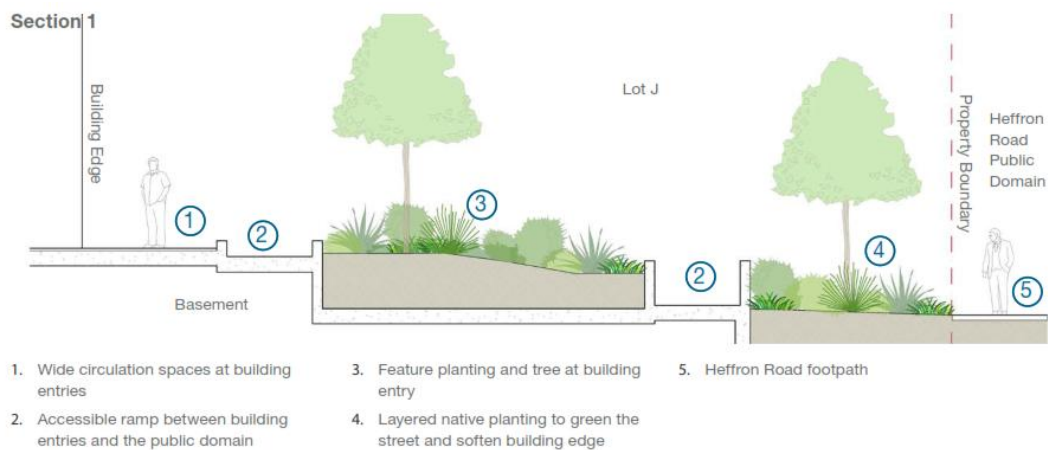 Section 1
Building Edge
Lot J
Property Boundary
Heffron
Road
Public
Domain
1
2
3
2
4
5
Basement
1. Wide circulation spaces at building
entries
2. Accessible ramp between building
entries and the public domain
3. Feature planting and tree at building
entry
4. Layered native planting to green the
street and soften building edge
5. Heffron Road footpath